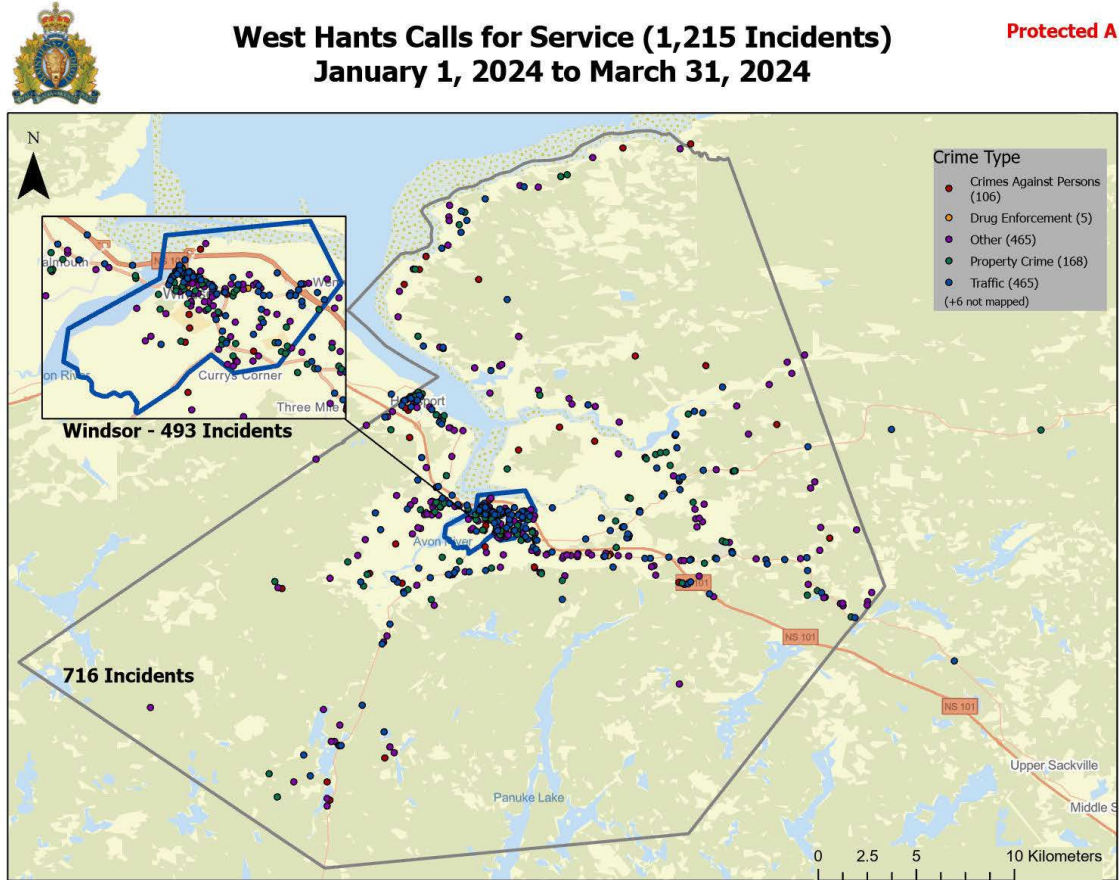 West Hants Calls for Service (1,215 Incidents)
January 1, 2024 to March 31, 2024
Protected A
N
Crime Type
Crimes Against Persons
(106)
Drug Enforcement (5)
Other (465)
Property Crime (168)
Traffic (465)
(+6 not mapped)
Currys Corner
Three Mile
Windsor - 493 Incidents
Avon River
NS 101
NS 101
NS 101
716 Incidents
Upper Sackville
Middle S
Panuke Lake
0 2.5 5 10 Kilometers